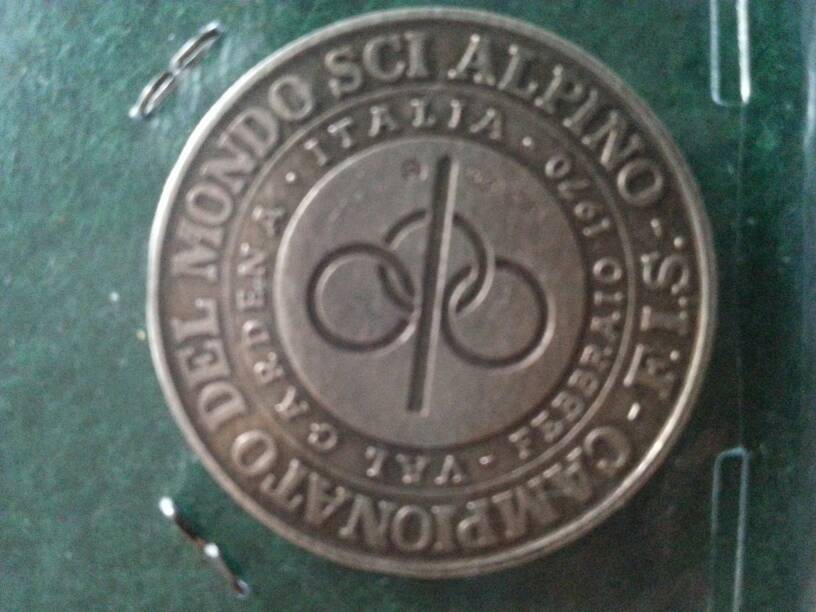 CAMPIONATO DEL MONDO SCI ALPINO - F.I.S. -
VAL GARDENA · ITALIA · FEBBRAIO 1970 ·